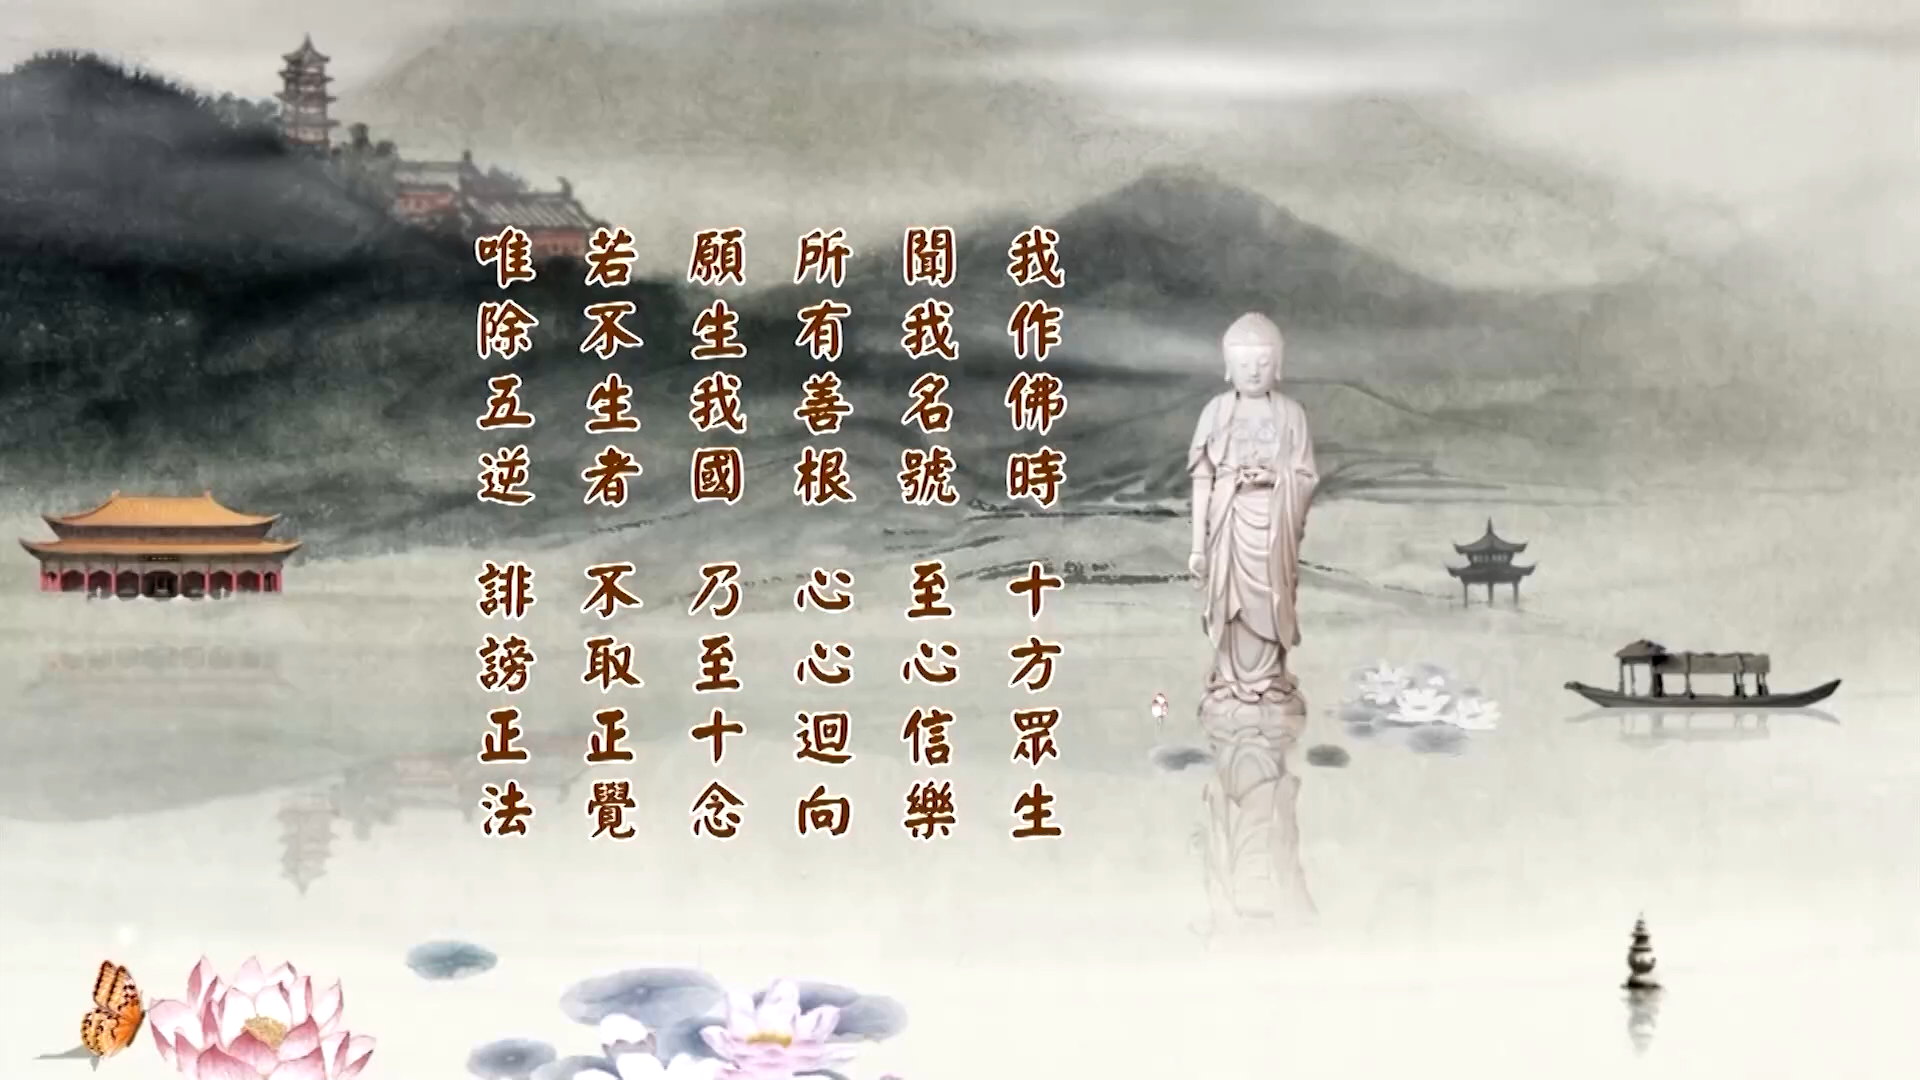 我作佛時 十方眾生
聞我名號 至心信樂
所有善根 心心迴向
願生我國 乃至十念
若不生者 不取正覺
唯除五逆 誹謗正法